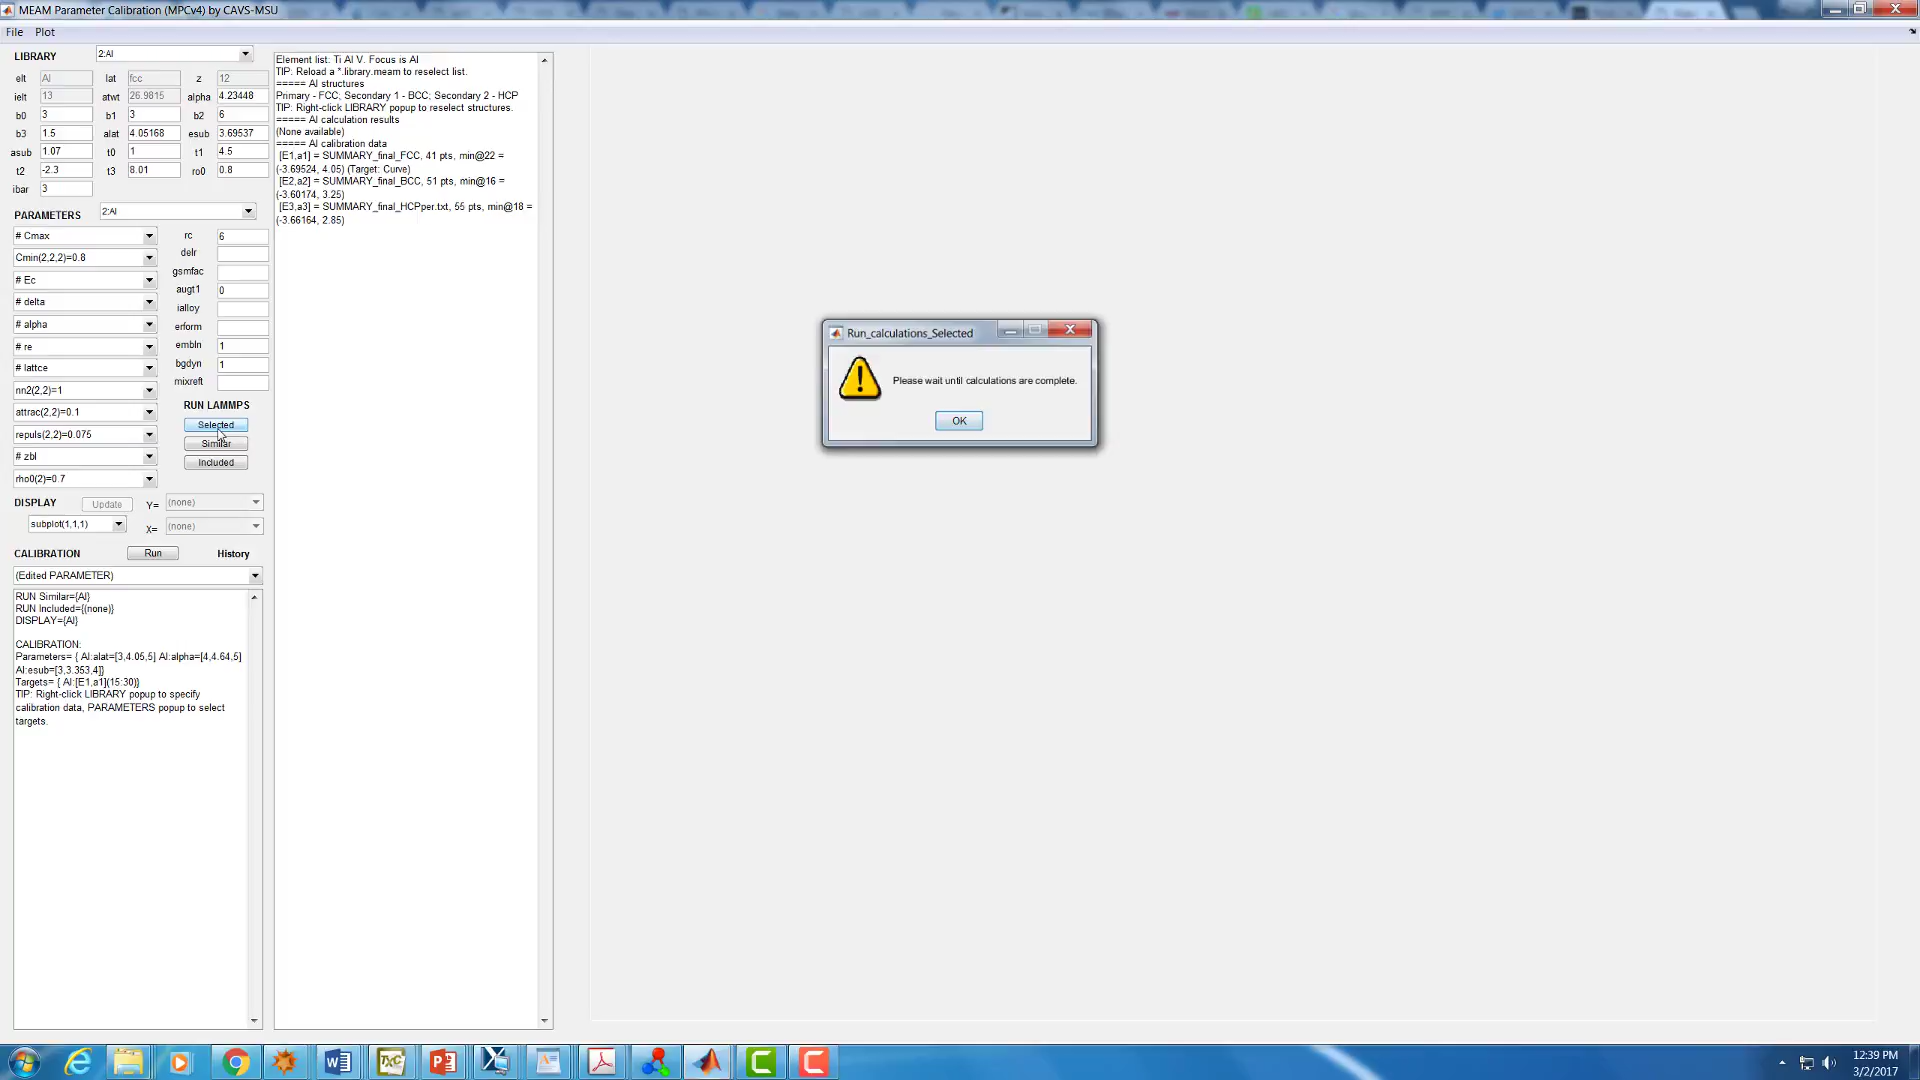 MEAM Parameter Calibration (MPCv4) by CAVS-MSU
File Plot
LIBRARY 2:Al
elt Al lat fcc z 12
ielt 13 atwt 26.9815 alpha 4.23448
b0 3 b1 3 b2 6
b3 1.5 alat 4.05168 esub 3.69537
asub 1.07 t0 1 t1 4.5
t2 -2.3 t3 8.01 ro0 0.8
ibar 3
PARAMETERS 2:Al
# Cmax rc 6
Cmin(2,2,2)=0.8 delr
# Ec gsmfac
# delta augt1 0
# alpha ialloy
# re erform
# lattce embln 1
nn2(2,2)=1 bgdyn 1
attrac(2,2)=0.1 mixreft
repuls(2,2)=0.075 RUN LAMMPS
# zbl Selected
rho0(2)=0.7 Similar
Included
DISPLAY Update Y= (none)
subplot(1,1,1) X= (none)
CALIBRATION Run History
(Edited PARAMETER)
RUN Similar={Al}
RUN Included={(none)}
DISPLAY={Al}
CALIBRATION:
Parameters= { Al:alat=[3,4.05,5] Al:alpha=[4,4.64,5]
Al:esub=[3,3.353,4]}
Targets= { Al:[E1,a1](15:30)}
TIP: Right-click LIBRARY popup to specify
calibration data, PARAMETERS popup to select
targets.
Element list: Ti Al V. Focus is Al
TIP: Reload a *.library.meam to reselect list.
===== Al structures
Primary - FCC; Secondary 1 - BCC; Secondary 2 - HCP
TIP: Right-click LIBRARY popup to reselect structures.
===== Al calculation results
(None available)
===== Al calibration data
[E1,a1] = SUMMARY_final_FCC, 41 pts, min@22 =
(-3.69524, 4.05) (Target: Curve)
[E2,a2] = SUMMARY_final_BCC, 51 pts, min@16 =
(-3.60174, 3.25)
[E3,a3] = SUMMARY_final_HCPper.txt, 55 pts, min@18 =
(-3.66164, 2.85)
Run_calculations_Selected
Please wait until calculations are complete.
OK
12:39 PM
3/2/2017